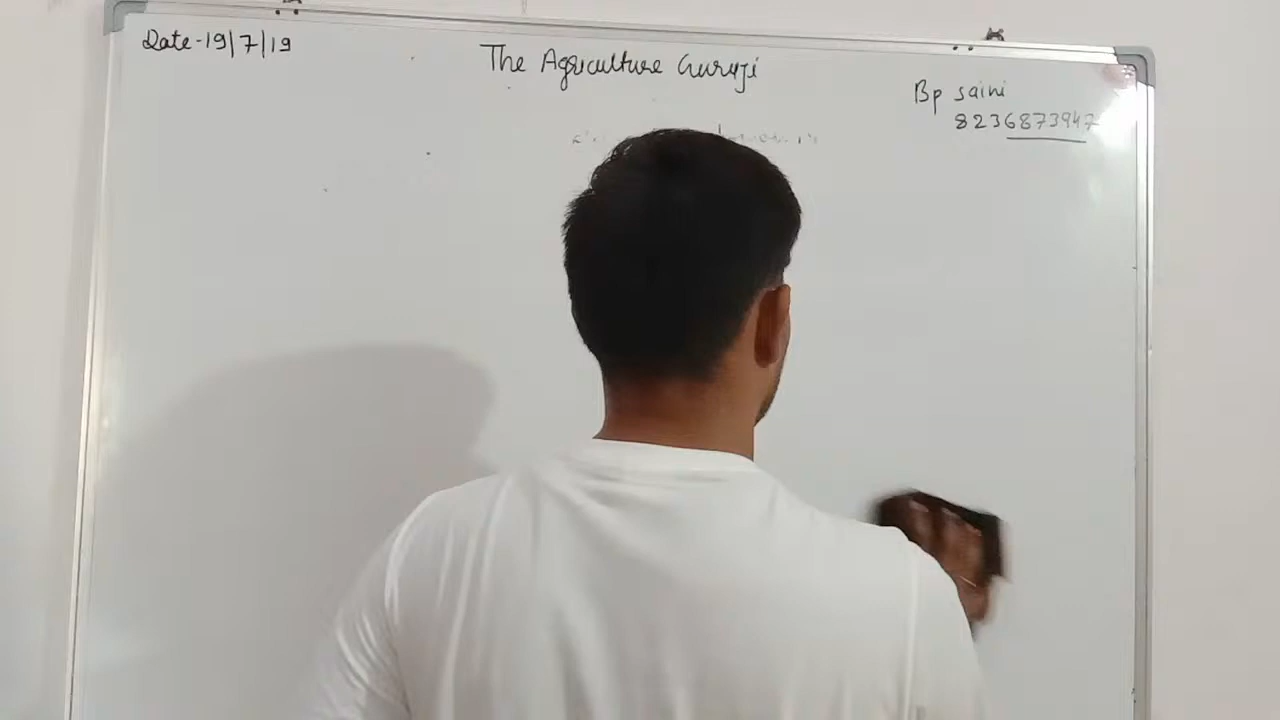 Date-19/7/19
The Agriculture Guruji
Bp saini
8236873947